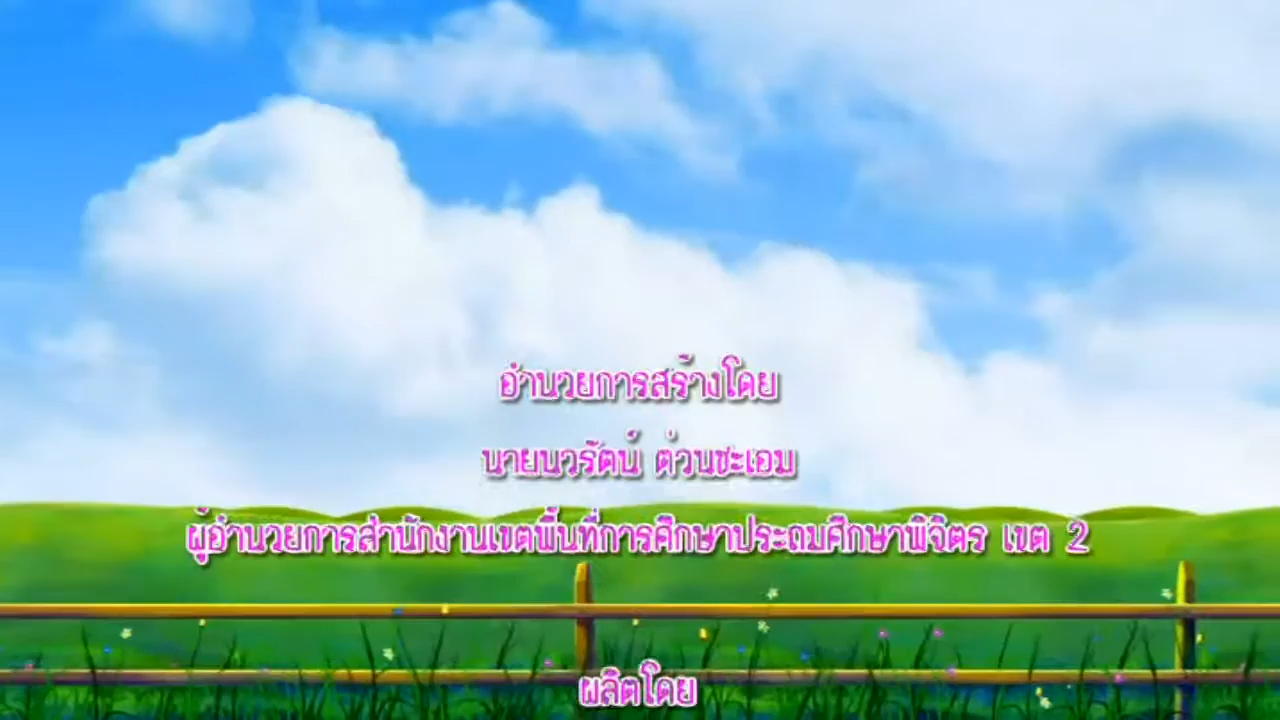 อำนวยการสร้างโดย
นายนวรัตน์ ต่วนชะเอม
ผู้อำนวยการสำนักงานเขตพื้นที่การศึกษาประถมศึกษาพิจิตร เขต 2
ผลิตโดย